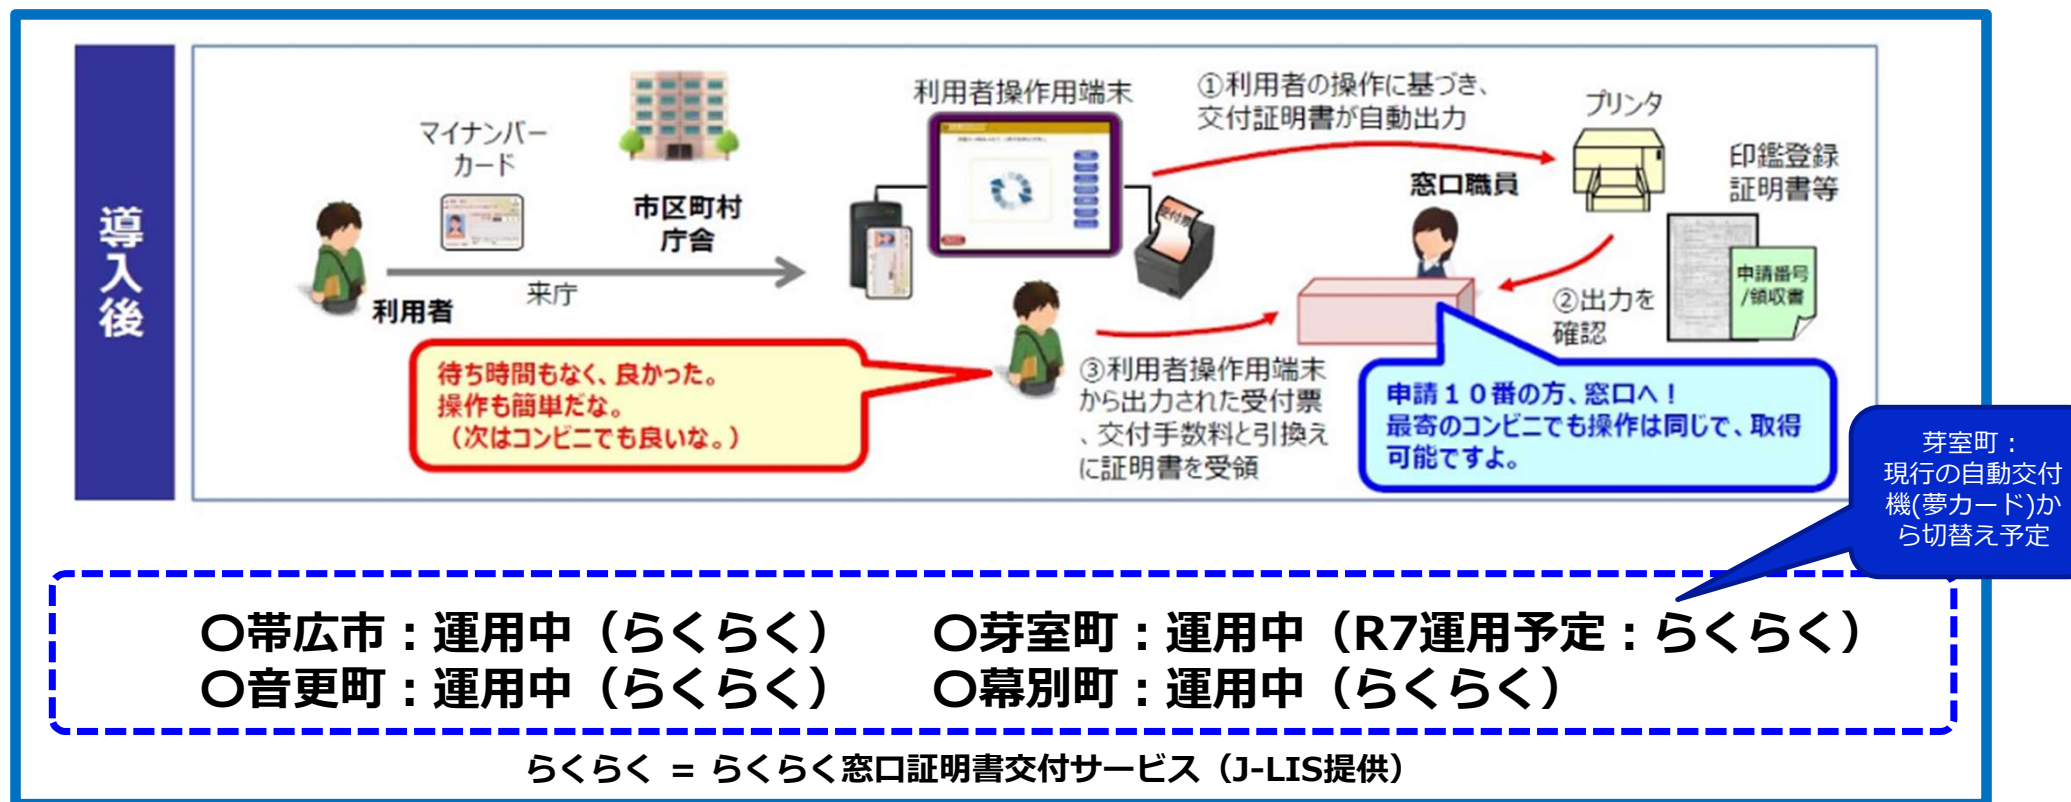 導入後
マイナンバー
カード
市区町村
庁舎
利用者
来庁
利用者操作用端末
受付票
①利用者の操作に基づき、
交付証明書が自動出力
プリンタ
窓口職員
印鑑登録
証明書等
申請番号
/領収書
②出力を
確認
③利用者操作用端末
から出力された受付票
、交付手数料と引換え
に証明書を受領
待ち時間もなく、良かった。
操作も簡単だな。
（次はコンビニでも良いな。）
申請１０番の方、窓口へ！
最寄のコンビニでも操作は同じで、取得
可能ですよ。
芽室町：
現行の自動交付
機(夢カード)か
ら切替え予定
〇帯広市：運用中（らくらく）　〇芽室町：運用中（R7運用予定：らくらく）
〇音更町：運用中（らくらく）　〇幕別町：運用中（らくらく）
らくらく ＝ らくらく窓口証明書交付サービス（J-LIS提供）